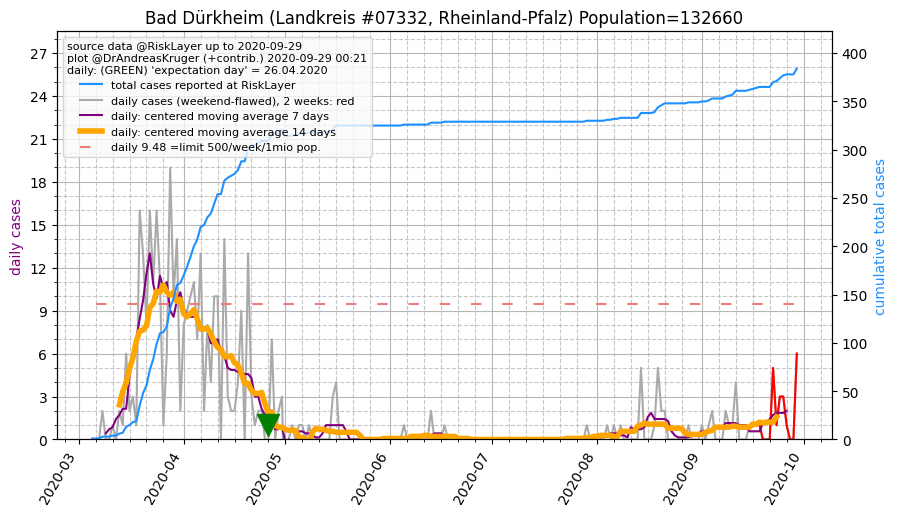 Bad Dürkheim (Landkreis #07332, Rheinland-Pfalz) Population=132660
source data @RiskLayer up to 2020-09-29
plot @DrAndreasKruger (+contrib.) 2020-09-29 00:21
daily: (GREEN) 'expectation day' = 26.04.2020
total cases reported at RiskLayer
daily cases (weekend-flawed), 2 weeks: red
daily: centered moving average 7 days
daily: centered moving average 14 days
daily 9.48 =limit 500/week/1mio pop.
daily cases
27
24
21
18
15
12
9
6
3
0
400
350
300
250
200
150
100
50
0
cumulative total cases
2020-03
2020-04
2020-05
2020-06
2020-07
2020-08
2020-09
2020-10